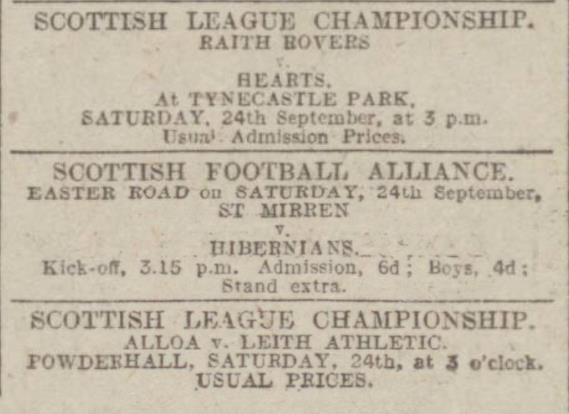 SCOTTISH LEAGUE CHAMPIONSHIP.
RAITH ROVERS
v.
HEARTS,
At TYNECASTLE PARK,
SATURDAY, 24th September, at 3 p.m.
Usual Admission Prices.
SCOTTISH FOOTBALL ALLIANCE.
EASTER ROAD on SATURDAY, 24th September,
ST MIRREN
v.
HIBERNIANS.
Kick-off, 3.15 p.m. Admission, 6d; Boys, 4d;
Stand extra.
SCOTTISH LEAGUE CHAMPIONSHIP.
ALLOA v. LEITH ATHLETIC.
POWDERHALL, SATURDAY, 24th, at 3 o'clock.
USUAL PRICES.